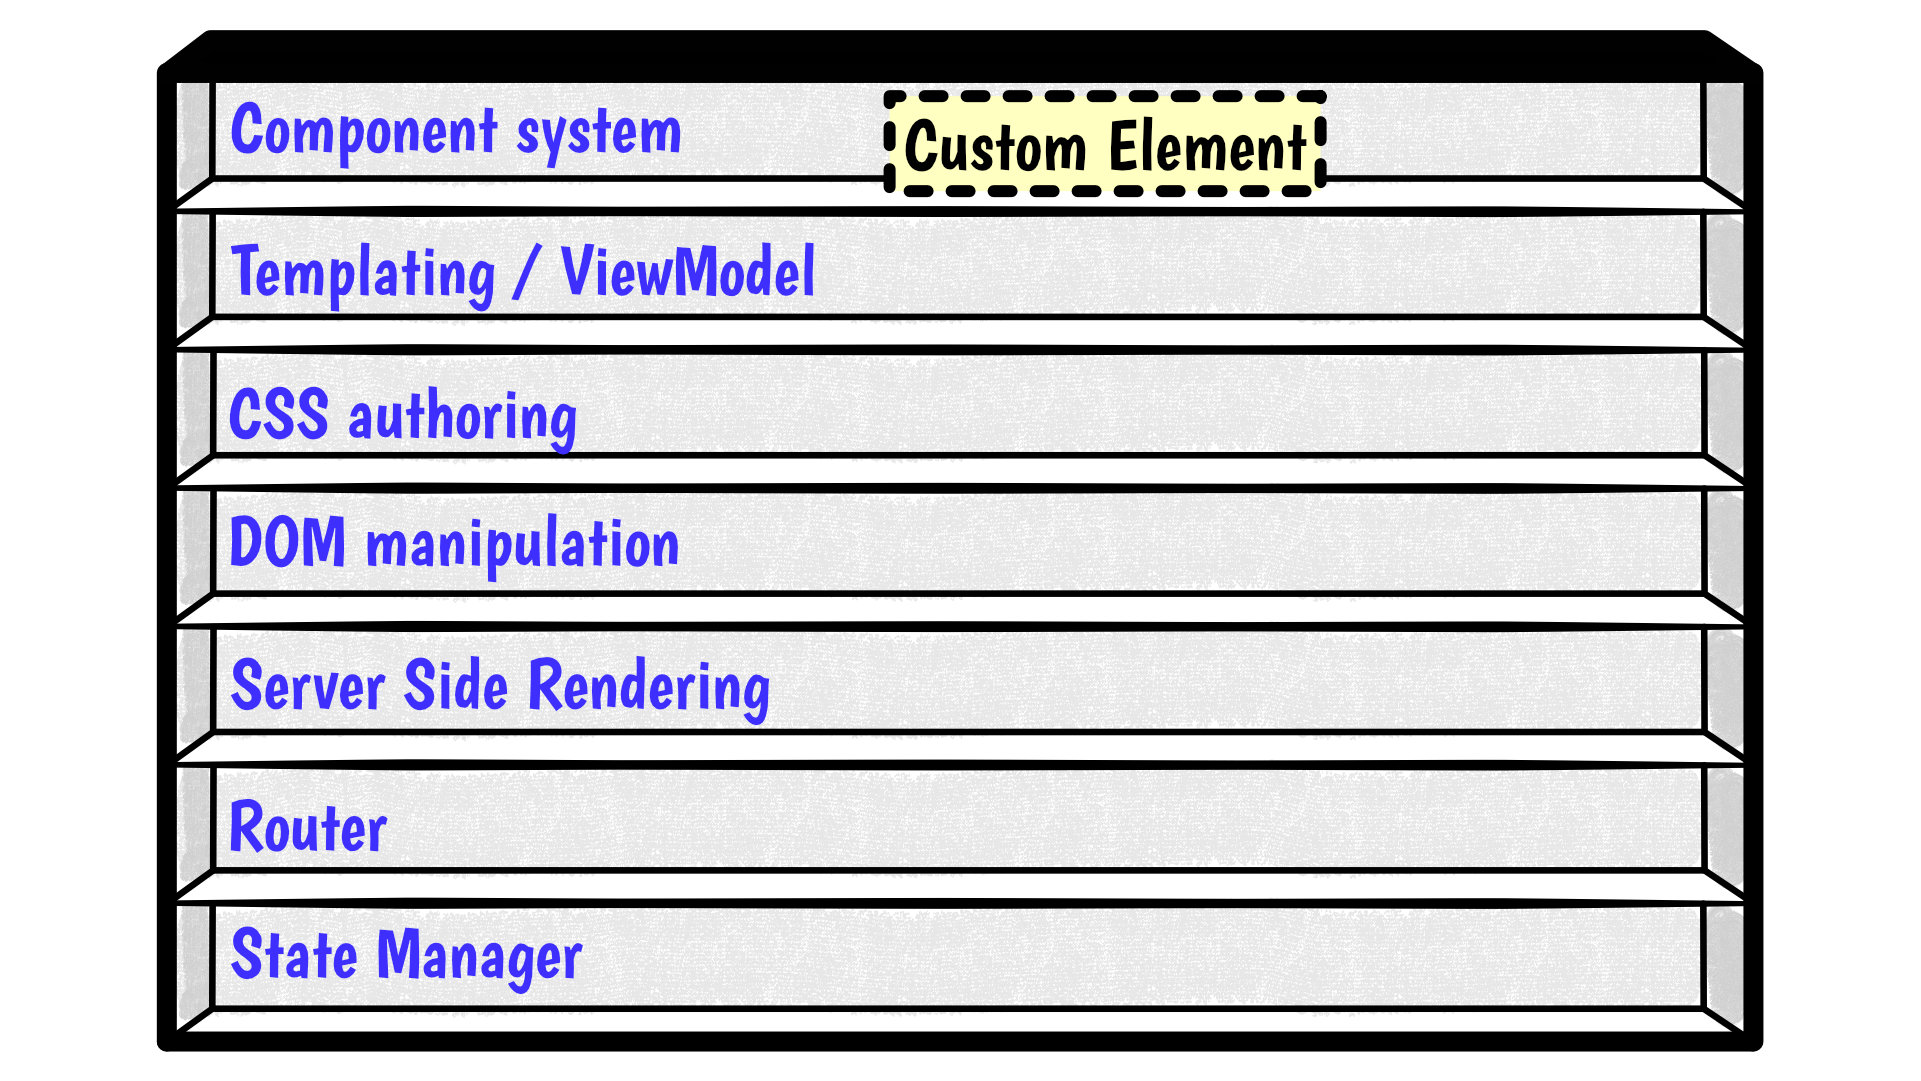 Component system
Custom Element
Templating / ViewModel
CSS authoring
DOM manipulation
Server Side Rendering
Router
State Manager